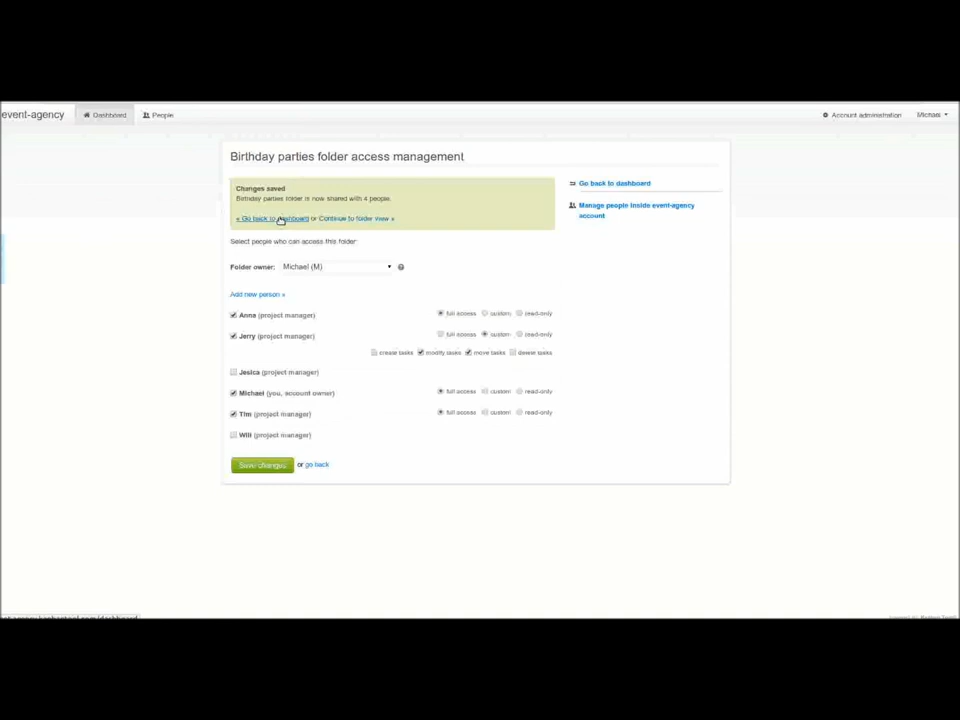 event-agency Dashboard People Account administration Michael
Birthday parties folder access management
Changes saved
Birthday parties folder is now shared with 4 people.
« Go back to dashboard or Continue to folder view »
Go back to dashboard
Manage people inside event-agency
account
Select people who can access this folder:
Folder owner: Michael (M)
Add new person »
Anna (project manager) full access custom read-only
Jerry (project manager) full access custom read-only
create tasks modify tasks move tasks delete tasks
Jesica (project manager)
Michael (you, account owner) full access custom read-only
Tim (project manager) full access custom read-only
Will (project manager)
Save changes or go back